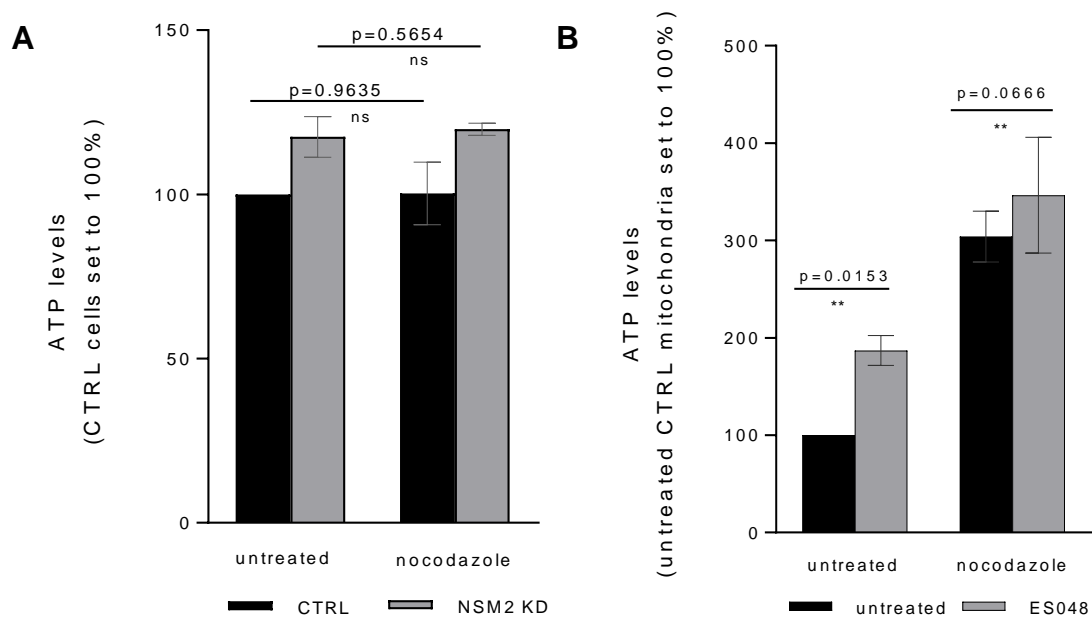 A
ATP levels
(CTRL cells set to 100%)
150
100
50
0
p=0.5654
ns
p=0.9635
ns
untreated
nocodazole
CTRL
NSM2 KD
B
ATP levels
(untreated CTRL mitochondria set to 100%)
500
400
300
200
100
0
p=0.0666
**
p=0.0153
**
untreated
nocodazole
untreated
ES048